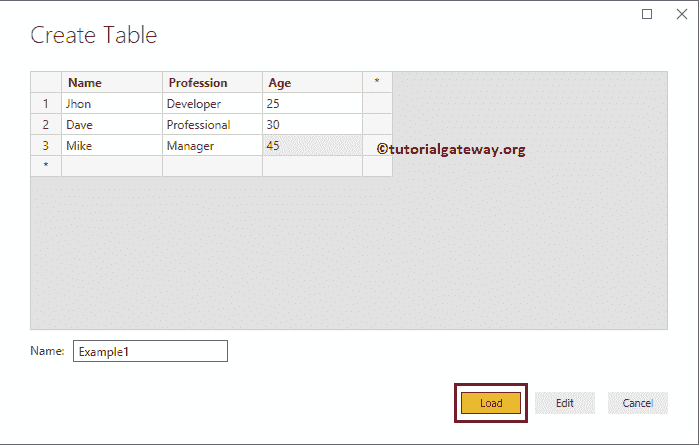 Create Table
Name Profession Age *
1 Jhon Developer 25
2 Dave Professional 30
3 Mike Manager 45
©tutorialgateway.org
*
Name: Example1
Load Edit Cancel